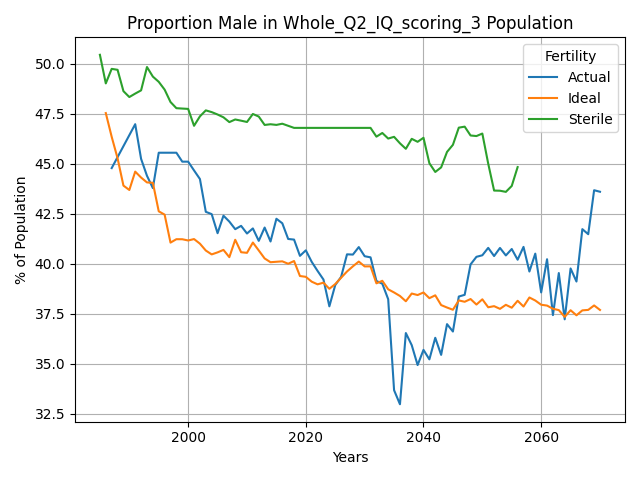 Proportion Male in Whole_Q2_IQ_scoring_3 Population
Fertility
Actual
Ideal
Sterile
% of Population
50.0
47.5
45.0
42.5
40.0
37.5
35.0
32.5
2000
2020
2040
2060
Years